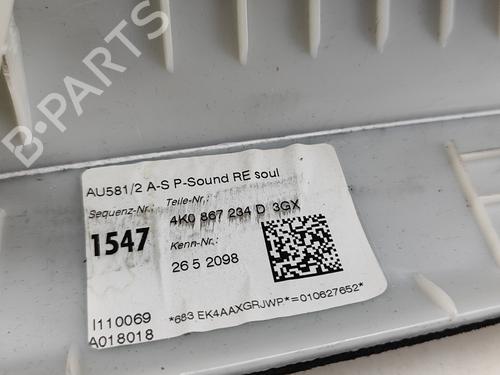 B-PARTS
AU581/2 A-S P-Sound RE soul
Sequenz-Nr.: Teile-Nr.:
1547 4K0 867 234 D 3GX
Kenn-Nr.:
26 5 2098
I110069
A018018
*683 EK4AAXGRJWP*=010627652*